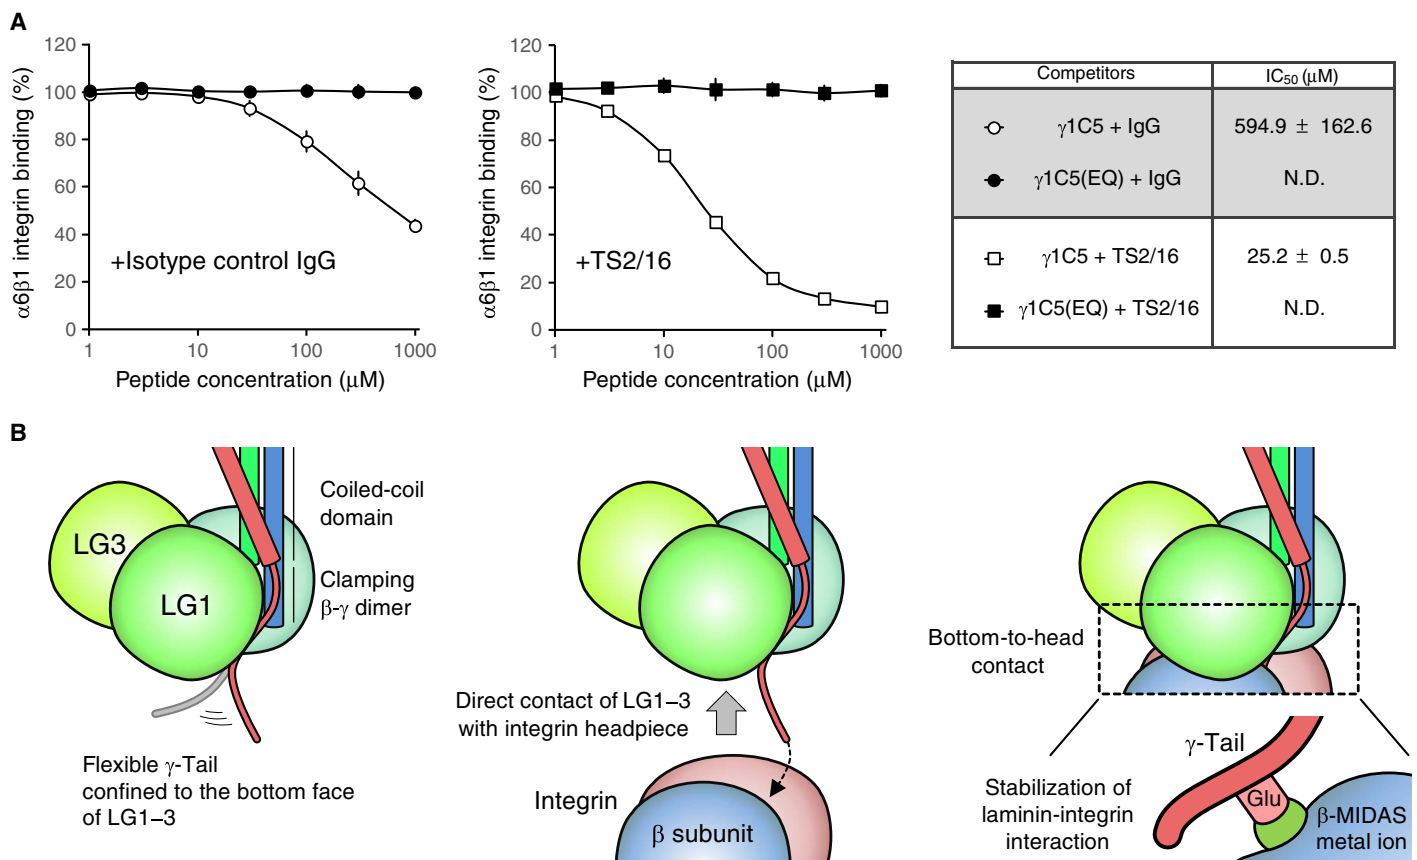 A
120
100
80
60
40
20
0
α6β1 integrin binding (%)
+Isotype control IgG
1
10
100
1000
Peptide concentration (μM)
120
100
80
60
40
20
0
α6β1 integrin binding (%)
+TS2/16
1
10
100
1000
Peptide concentration (μM)
Competitors IC50 (μM)
γ1C5 + IgG 594.9 ± 162.6
γ1C5(EQ) + IgG N.D.
γ1C5 + TS2/16 25.2 ± 0.5
γ1C5(EQ) + TS2/16 N.D.
B
LG3
LG1
Coiled-coil
domain
Clamping
β-γ dimer
Flexible γ-Tail
confined to the bottom face
of LG1–3
Direct contact of LG1–3
with integrin headpiece
Integrin
β subunit
Bottom-to-head
contact
Stabilization of
laminin-integrin
interaction
γ-Tail
Glu
β-MIDAS
metal ion